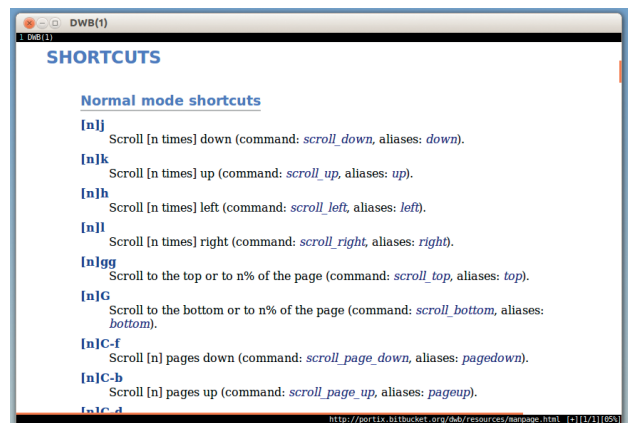 DWB(1)
1 DWB(1)
SHORTCUTS
Normal mode shortcuts
[n]j
Scroll [n times] down (command: scroll_down, aliases: down).
[n]k
Scroll [n times] up (command: scroll_up, aliases: up).
[n]h
Scroll [n times] left (command: scroll_left, aliases: left).
[n]l
Scroll [n times] right (command: scroll_right, aliases: right).
[n]gg
Scroll to the top or to n% of the page (command: scroll_top, aliases: top).
[n]G
Scroll to the bottom or to n% of the page (command: scroll_bottom, aliases:
bottom).
[n]C-f
Scroll [n] pages down (command: scroll_page_down, aliases: pagedown).
[n]C-b
Scroll [n] pages up (command: scroll_page_up, aliases: pageup).
[n]C-d
http://portix.bitbucket.org/dwb/resources/manpage.html [+][1/1][05%]